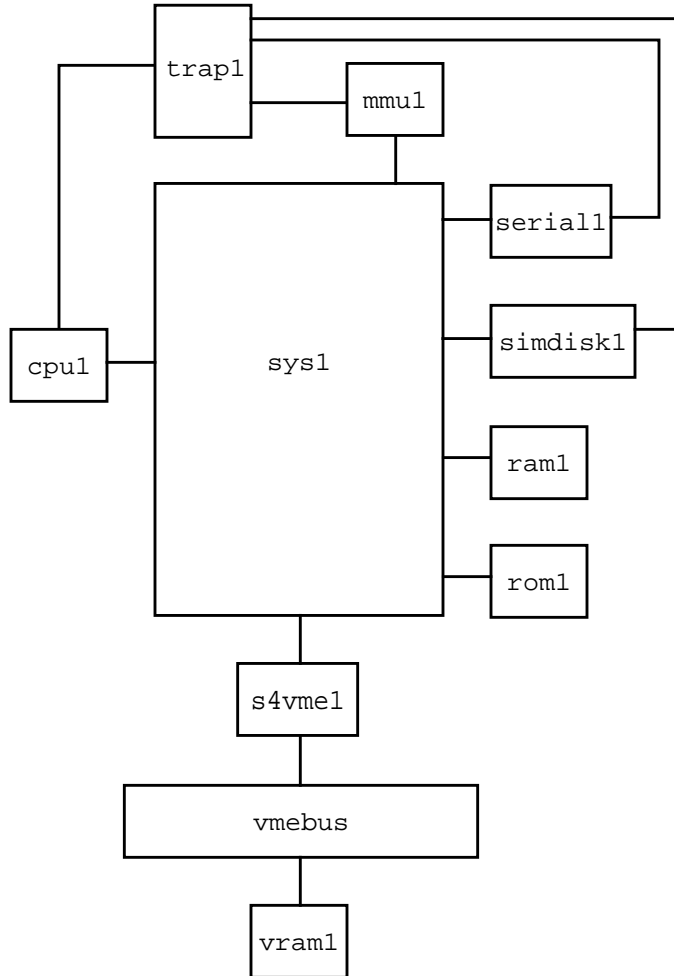 trap1
mmu1
serial1
simdisk1
cpu1
sys1
ram1
rom1
s4vme1
vmebus
vram1